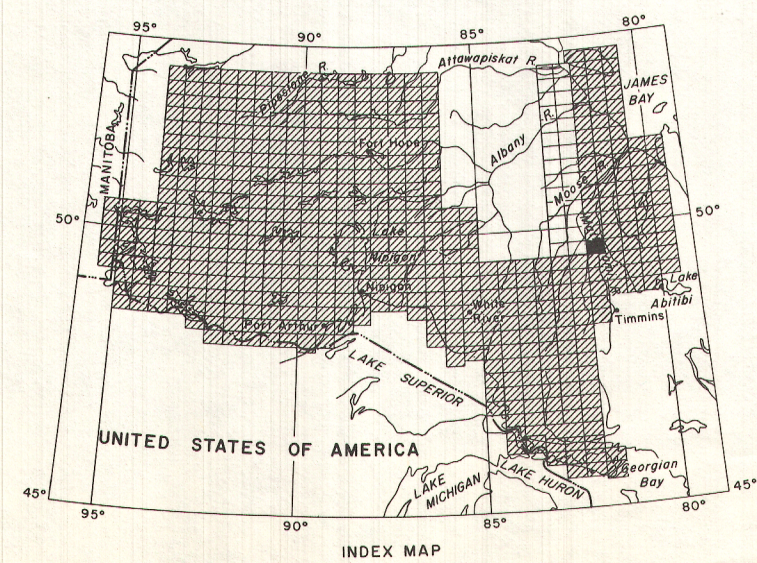 95°
90°
80°
Attawapiskat R.
Pipestone R.
JAMES
BAY
MANITOBA
R.
Fort Hope
Albany
Moose
50°
50°
Lake
Nipigon
Nipigon
White
River
Lake
Abitibi
Timmins
Port Arthur
LAKE SUPERIOR
UNITED STATES OF AMERICA
LAKE
MICHIGAN
LAKE HURON
Georgian
Bay
45°
45°
95°
90°
85°
80°
INDEX MAP